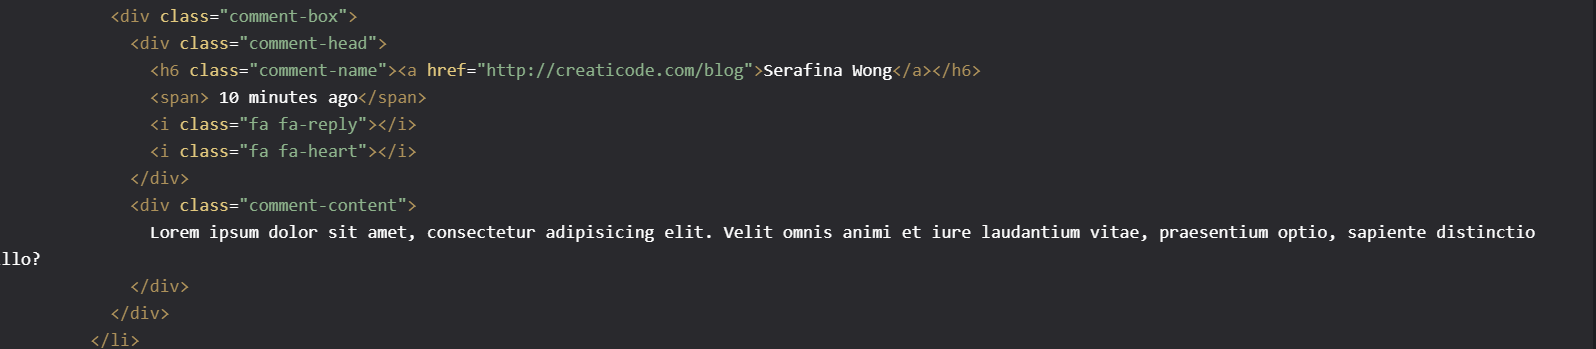 <div class="comment-box">
<div class="comment-head">
<h6 class="comment-name"><a href="http://creaticode.com/blog">Serafina Wong</a></h6>
<span> 10 minutes ago</span>
<i class="fa fa-reply"></i>
<i class="fa fa-heart"></i>
</div>
<div class="comment-content">
Lorem ipsum dolor sit amet, consectetur adipisicing elit. Velit omnis animi et iure laudantium vitae, praesentium optio, sapiente distinctio
llo?
</div>
</div>
</li>